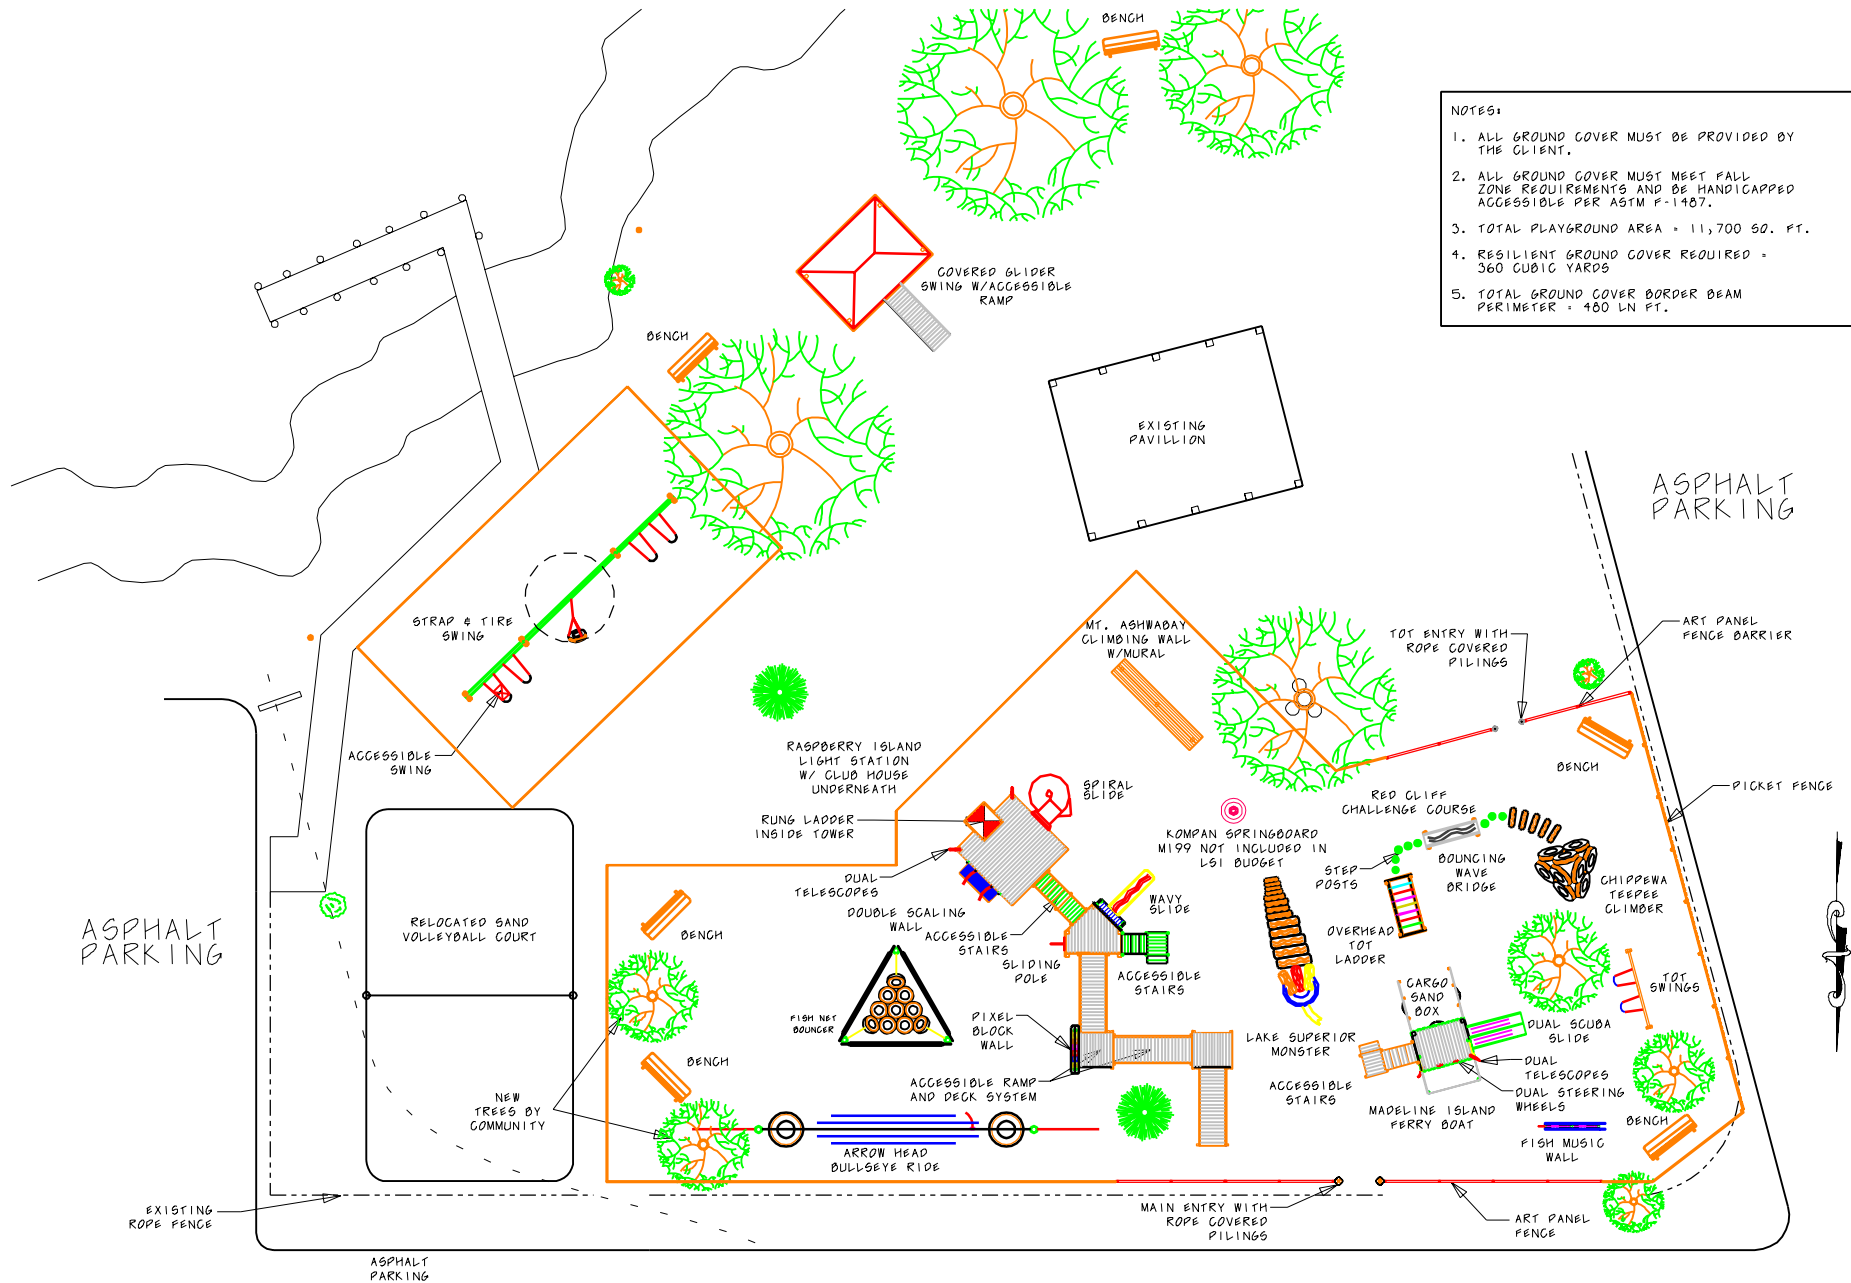 BENCH
NOTES:
1. ALL GROUND COVER MUST BE PROVIDED BY
THE CLIENT.
2. ALL GROUND COVER MUST MEET FALL
ZONE REQUIREMENTS AND BE HANDICAPPED
ACCESSIBLE PER ASTM F-1487.
3. TOTAL PLAYGROUND AREA = 11,700 SQ. FT.
4. RESILIENT GROUND COVER REQUIRED =
360 CUBIC YARDS
5. TOTAL GROUND COVER BORDER BEAM
PERIMETER = 480 LN FT.
COVERED GLIDER
SWING W/ACCESSIBLE
RAMP
BENCH
EXISTING
PAVILLION
ASPHALT
PARKING
STRAP & TIRE
SWING
MT. ASHWABAY
CLIMBING WALL
W/MURAL
TOT ENTRY WITH
ROPE COVERED
PILINGS
ART PANEL
FENCE BARRIER
ACCESSIBLE
SWING
RASPBERRY ISLAND
LIGHT STATION
W/ CLUB HOUSE
UNDERNEATH
RUNG LADDER
INSIDE TOWER
SPIRAL
SLIDE
BENCH
PICKET FENCE
RED CLIFF
CHALLENGE COURSE
KOMPAN SPRINGBOARD
M199 NOT INCLUDED IN
LSI BUDGET
STEP
POSTS
BOUNCING
WAVE
BRIDGE
CHIPPEWA
TEEPEE
CLIMBER
DUAL
TELESCOPES
DOUBLE SCALING
WALL
WAVY
SLIDE
ACCESSIBLE
STAIRS
SLIDING
POLE
ACCESSIBLE
STAIRS
OVERHEAD
TOT
LADDER
ASPHALT
PARKING
RELOCATED SAND
VOLLEYBALL COURT
BENCH
CARGO
SAND
BOX
TOT
SWINGS
FISH NET
BOUNCER
PIXEL
BLOCK
WALL
LAKE SUPERIOR
MONSTER
DUAL SCUBA
SLIDE
BENCH
ACCESSIBLE RAMP
AND DECK SYSTEM
ACCESSIBLE
STAIRS
DUAL
TELESCOPES
DUAL STEERING
WHEELS
NEW
TREES BY
COMMUNITY
MADELINE ISLAND
FERRY BOAT
BENCH
FISH MUSIC
WALL
ARROW HEAD
BULLSEYE RIDE
EXISTING
ROPE FENCE
MAIN ENTRY WITH
ROPE COVERED
PILINGS
ART PANEL
FENCE
ASPHALT
PARKING